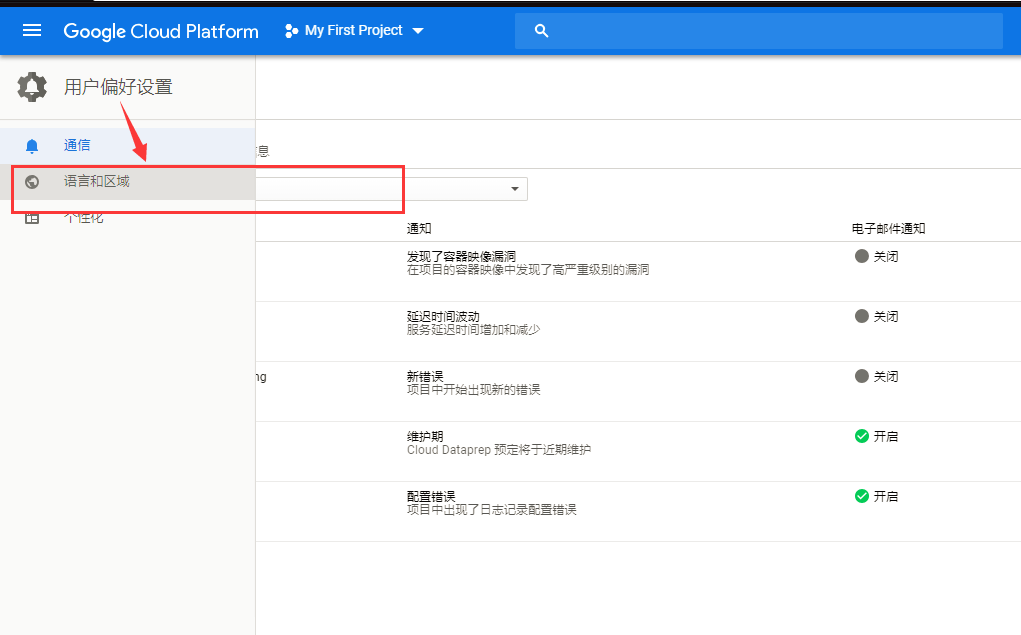 Google Cloud Platform
My First Project
用户偏好设置
通信
语言和区域
个性化
息
通知
电子邮件通知
发现了容器映像漏洞
关闭
在项目的容器映像中发现了高严重级别的漏洞
延迟时间波动
关闭
服务延迟时间增加和减少
ng
新错误
关闭
项目中开始出现新的错误
维护期
开启
Cloud Dataprep 预定将于近期维护
配置错误
开启
项目中出现了日志记录配置错误